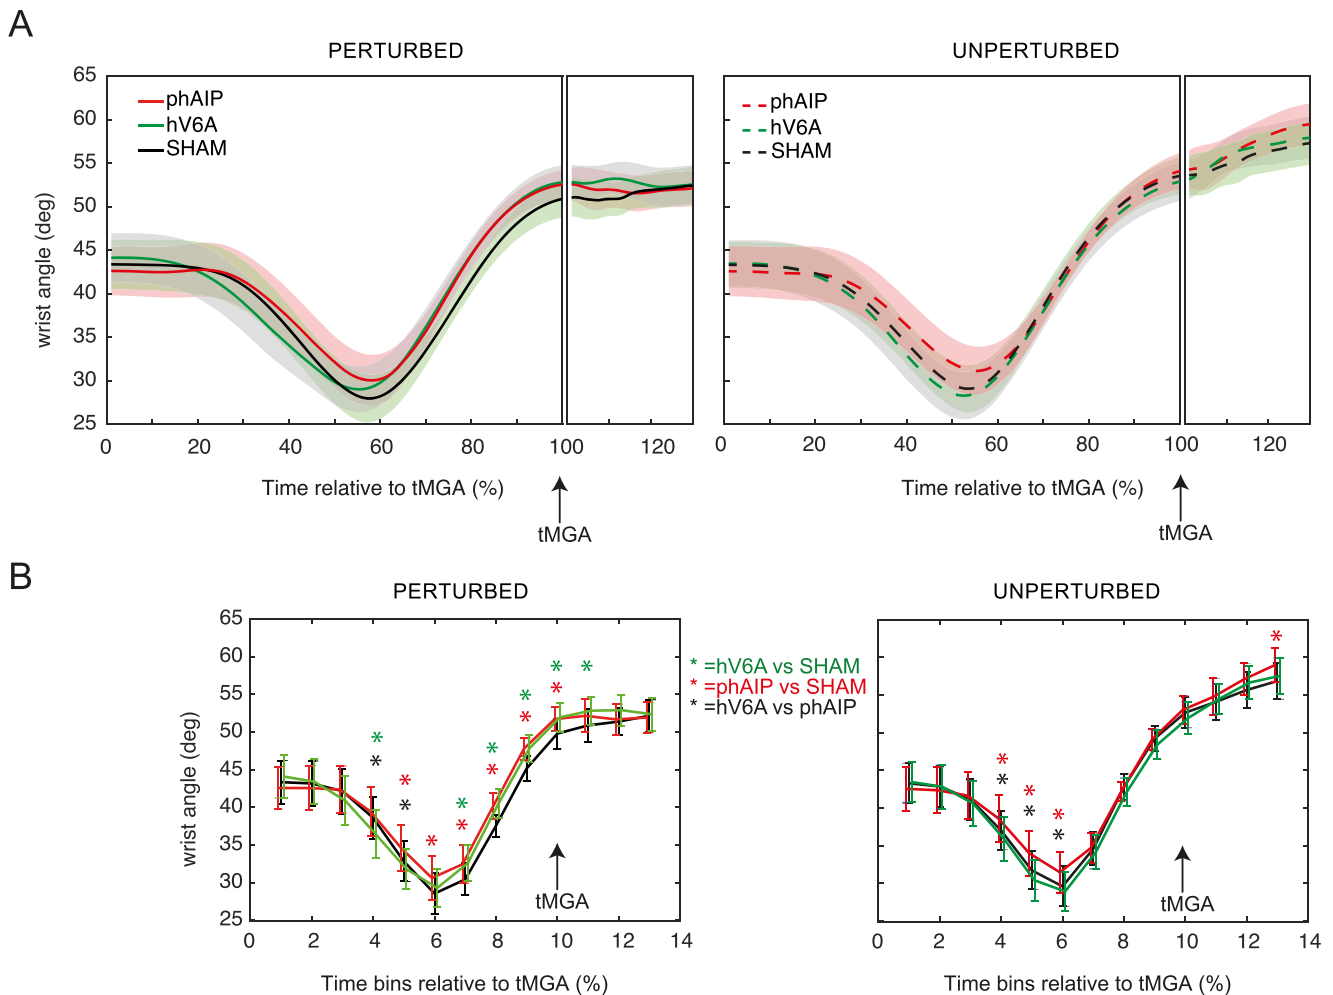 A
PERTURBED
UNPERTURBED
65
60
55
50
45
40
35
30
25
wrist angle (deg)
phAIP
hV6A
SHAM
phAIP
hV6A
SHAM
0 20 40 60 80 100 120
0 20 40 60 80 100 120
Time relative to tMGA (%)
Time relative to tMGA (%)
tMGA
tMGA
B
PERTURBED
UNPERTURBED
65
60
55
50
45
40
35
30
25
wrist angle (deg)
* * * * * * * * * * * * * *
* =hV6A vs SHAM
* =phAIP vs SHAM
* =hV6A vs phAIP
* * * * * * *
tMGA
tMGA
0 2 4 6 8 10 12 14
0 2 4 6 8 10 12 14
Time bins relative to tMGA (%)
Time bins relative to tMGA (%)